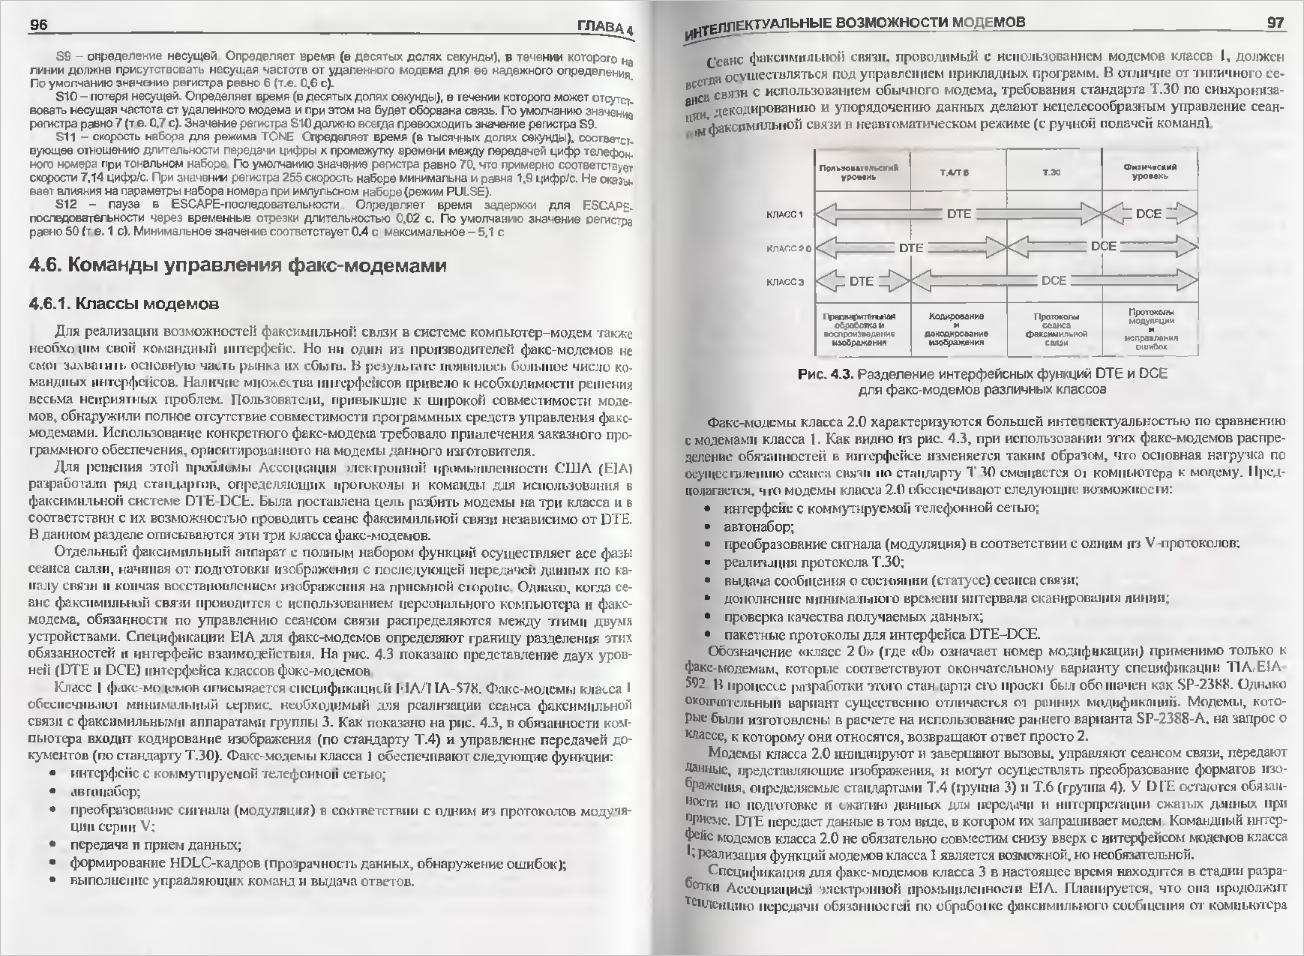 96
ГЛАВА 4
S9 – определение несущей. Определяет время (в десятых долях секунды), в течении которого на
линии должна присутствовать несущая частота от удаленного модема для ее надежного определения.
По умолчанию значение регистра равно 6 (т.е. 0,6 с).
S10 – потеря несущей. Определяет время (в десятых долях секунды), в течении которого может отсутст-
вовать несущая частота от удаленного модема и при этом на будет оборвана связь. По умолчанию значение
регистра равно 7 (т.е. 0,7 с). Значение регистра S10 должно всегда превосходить значение регистра S9.
S11 – скорость набора для режима TONE Определяет время (в тысячных долях секунды), соответст-
вующее отношению длительности передачи цифры к промежутку времени между передачей цифр телефон-
ного номера при тональном наборе. По умолчанию значение регистра равно 70, что примерно соответствует
скорости 7,14 цифр/с. При значении регистра 255 скорость наборе минимальна и равна 1,9 цифр/с. Не оказы-
вает влияния на параметры набора номера при импульсном наборе (режим PULSE).
S12 – пауза в ESCAPE-последовательности. Определяет время задержки для ESCAPE-
последовательности через временные отрезки длительностью 0,02 с. По умолчанию значение регистра
равно 50 (т.е. 1 с). Минимальное значение соответствует 0.4 с максимальное – 5,1 с
4.6. Команды управления факс-модемами
4.6.1. Классы модемов
Для реализации возможностей факсимильной связи в системе компьютер–модем также
необходим свой командный интерфейс. Но ни один из производителей факс-модемов не
смог захватить основную часть рынка их сбыта. В результате появилось большое число ко-
мандных интерфейсов. Наличие множества интерфейсов привело к необходимости решения
весьма неприятных проблем. Пользователи, привыкшие к широкой совместимости моде-
мов, обнаружили полное отсутствие совместимости программных средств управления факс-
модемами. Использование конкретного факс-модема требовало привлечения заказного про-
граммного обеспечения, ориентированного на модемы данного изготовителя.
Для решения этой проблемы Ассоциация электронной промышленности США (EIA)
разработала ряд стандартов, определяющих протоколы и команды для использования в
факсимильной системе DTE-DCE. Была поставлена цель разбить модемы на три класса и в
соответствии с их возможностью проводить сеанс факсимильной связи независимо от DTE.
В данном разделе описываются эти три класса факс-модемов.
Отдельный факсимильный аппарат с полным набором функций осуществляет все фазы
сеанса связи, начиная от подготовки изображения с последующей передачей данных по ка-
налу связи и кончая восстановлением изображения на приемной стороне. Однако, когда се-
анс факсимильной связи проводится с использованием персонального компьютера и факс-
модема, обязанности по управлению сеансом связи распределяются между этими двумя
устройствами. Спецификации EIA для факс-модемов определяют границу разделения этих
обязанностей и интерфейс взаимодействия. На рис. 4.3 показано представление двух уров-
ней (DTE и DCE) интерфейса классов факс-модемов.
Класс 1 факс-модемов описывается спецификацией EIA/TIA-578. Факс-модемы класса 1
обеспечивают минимальный сервис, необходимый для реализации сеанса факсимильной
связи с факсимильными аппаратами группы 3. Как показано на рис. 4.3, в обязанности ком-
пьютера входит кодирование изображения (по стандарту Т.4) и управление передачей до-
кументов (по стандарту Т.30). Факс-модемы класса 1 обеспечивают следующие функции:
• интерфейс с коммутируемой телефонной сетью;
• автонабор;
• преобразование сигнала (модуляция) в соответствии с одним из протоколов модуля-
ции серии V;
• передача и прием данных;
• формирование HDLC-кадров (прозрачность данных, обнаружение ошибок);
• выполнение управляющих команд и выдача ответов.
ИНТЕЛЛЕКТУАЛЬНЫЕ ВОЗМОЖНОСТИ МОДЕМОВ
97
Сеанс факсимильной связи, проводимый с использованием модемов класса 1, должен
всегда осуществляться под управлением прикладных программ. В отличие от типичного се-
анса связи с использованием обычного модема, требования стандарта Т.30 по синхрониза-
ции, декодированию и упорядочению данных делают нецелесообразным управление сеан-
ом факсимильной связи в неавтоматическом режиме (с ручной подачей команд).
Пользовательский уровень
Т.4/Т 6
Т.30
Физический уровень
КЛАСС 1
DTE
DCE
КЛАСС 2 0
DTE
DCE
КЛАСС 3
DTE
DCE
Предварительная обработка и воспроизведение изображения
Кодирование и декодирование изображения
Протоколы сеанса факсимильной связи
Протоколы модуляции и исправления ошибок
Рис. 4.3. Разделение интерфейсных функций DTE и DCE
для факс-модемов различных классов
Факс-модемы класса 2.0 характеризуются большей интеллектуальностью по сравнению
с модемами класса 1. Как видно из рис. 4.3, при использовании этих факс-модемов распре-
деление обязанностей в интерфейсе изменяется таким образом, что основная нагрузка по
осуществлению сеанса связи по стандарту Т 30 смещается от компьютера к модему. Пред-
полагается, что модемы класса 2.0 обеспечивают следующие возможности:
• интерфейс с коммутируемой телефонной сетью;
• автонабор;
• преобразование сигнала (модуляция) в соответствии с одним из V-протоколов;
• реализация протокола Т.30;
• выдача сообщения о состоянии (статусе) сеанса связи;
• дополнение минимального времени интервала сканирования линии;
• проверка качества получаемых данных;
• пакетные протоколы для интерфейса DTE–DCE.
Обозначение «класс 2 0» (где «0» означает номер модификации) применимо только к
факс-модемам, которые соответствуют окончательному варианту спецификации TIA/EIA-
592 В процессе разработки этого стандарта его проект был обозначен как SP-2388. Однако
окончательный вариант существенно отличается от ранних модификаций. Модемы, кото-
рые были изготовлены в расчете на использование раннего варианта SP-2388-A, на запрос о
классе, к которому они относятся, возвращают ответ просто 2.
Модемы класса 2.0 инициируют и завершают вызовы, управляют сеансом связи, передают
данные, представляющие изображения, и могут осуществлять преобразование форматов изо-
бражения, определяемые стандартами Т.4 (группа 3) и Т.6 (группа 4). У DTE остаются обязан-
ности по подготовке и сжатию данных для передачи и интерпретации сжатых данных при
приеме. DTE передает данные в том виде, в котором их запрашивает модем. Командный интер-
фейс модемов класса 2.0 не обязательно совместим снизу вверх с интерфейсом модемов класса
1; реализация функций модемов класса 1 является возможной, но необязательной.
Спецификация для факс-модемов класса 3 в настоящее время находится в стадии разра-
ботки Ассоциацией электронной промышленности EIA. Планируется, что она продолжит
тенденцию передачи обязанностей по обработке факсимильного сообщения от компьютера